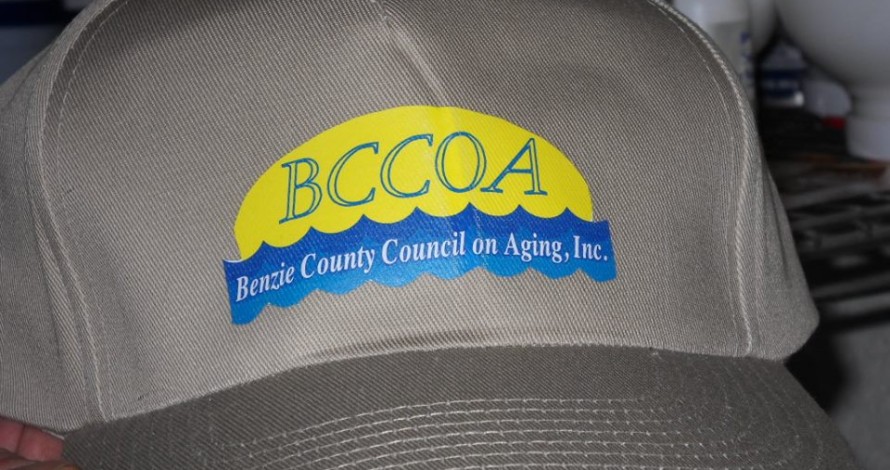 BCCOA
Benzie County Council on Aging, Inc.